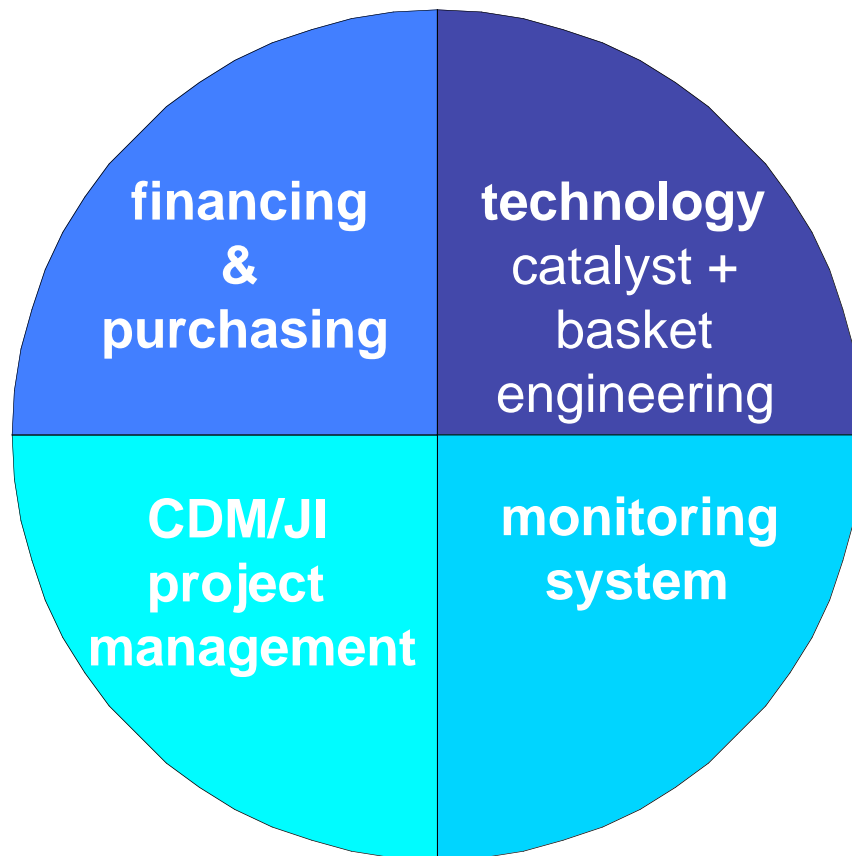 financing
&
purchasing
technology
catalyst +
basket
engineering
CDM/JI
project
management
monitoring
system